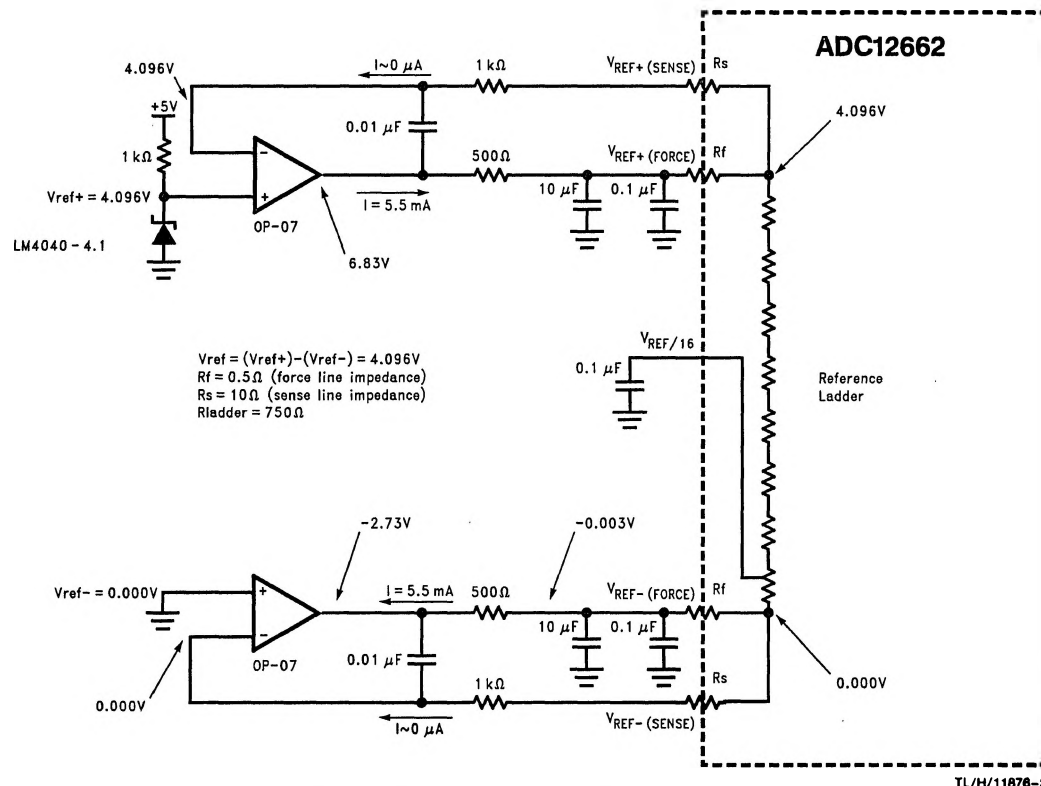 ADC12662
I~0 μA
1 kΩ
VREF+ (SENSE)
Rs
4.096V
+5V
1 kΩ
0.01 μF
4.096V
Vref+ = 4.096V
−
+
OP-07
I = 5.5 mA
500Ω
VREF+ (FORCE)
Rf
10 μF
0.1 μF
LM4040-4.1
6.83V
VREF/16
0.1 μF
Reference
Ladder
Vref = (Vref+)-(Vref-) = 4.096V
Rf = 0.5Ω (force line impedance)
Rs = 10Ω (sense line impedance)
Rladder = 750Ω
-2.73V
-0.003V
Vref- = 0.000V
+
−
OP-07
I = 5.5 mA
500Ω
VREF- (FORCE)
Rf
10 μF
0.1 μF
0.01 μF
0.000V
1 kΩ
Rs
0.000V
I~0 μA
VREF- (SENSE)